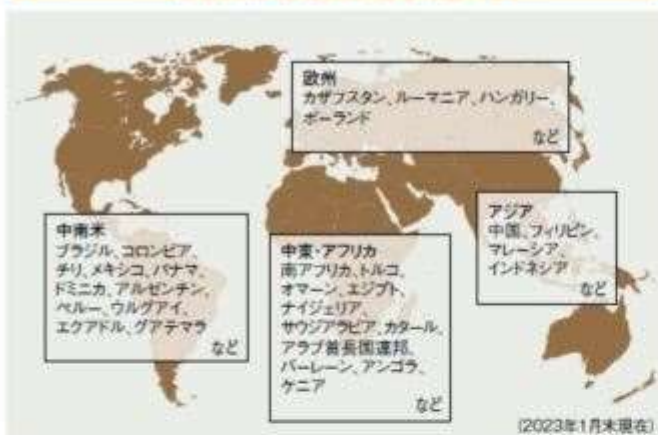 欧州
カザフスタン、ルーマニア、ハンガリー、
ポーランド
など
中南米
ブラジル、コロンビア、
チリ、メキシコ、パナマ、
ドミニカ、アルゼンチン、
ペルー、ウルグアイ、
エクアドル、グアテマラ
など
中東・アフリカ
南アフリカ、トルコ、
オマーン、エジプト、
ナイジェリア、
サウジアラビア、カタール、
アラブ首長国連邦、
バーレーン、アンゴラ、
ケニア
など
アジア
中国、フィリピン、
マレーシア、
インドネシア
など
(2023年1月末現在)